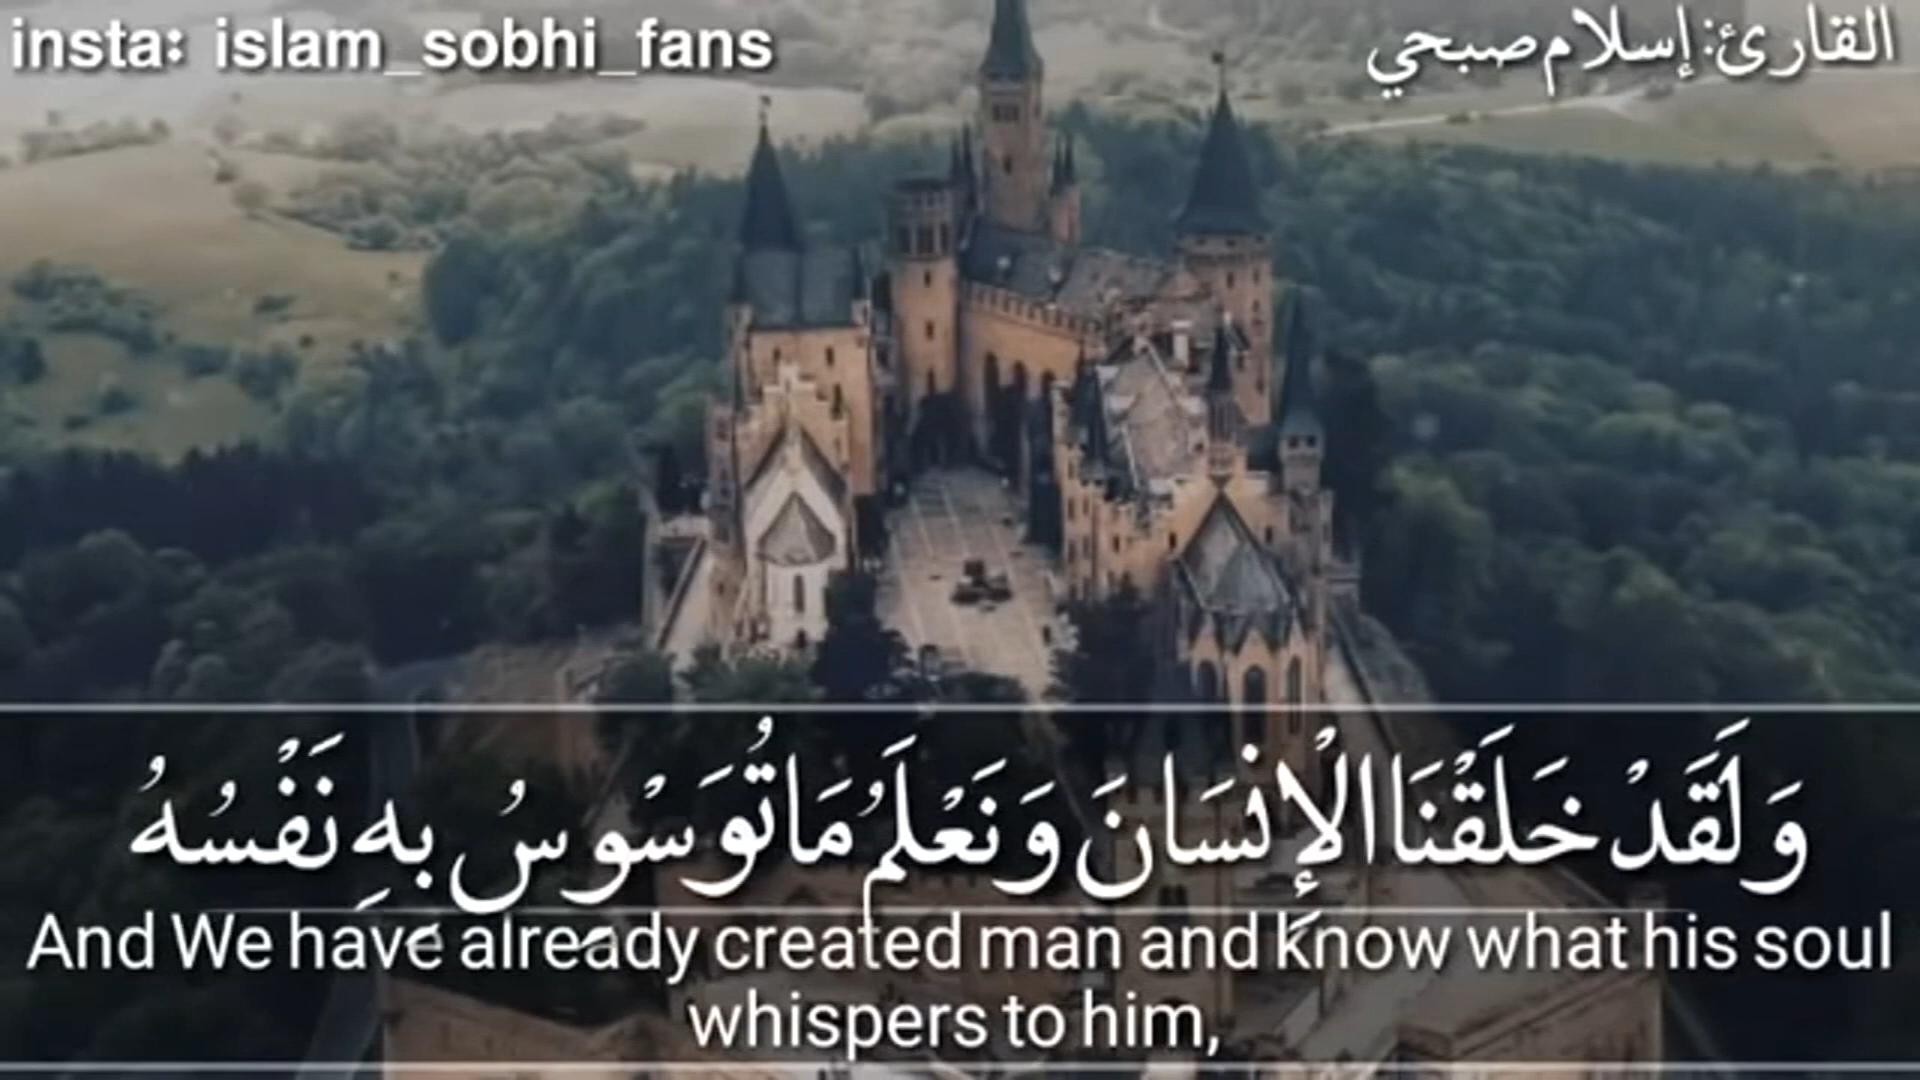 insta: islam_sobhi_fans
القارئ: إسلام صبحي
وَلَقَدْ خَلَقْنَا الْإِنْسَانَ وَنَعْلَمُ مَا تُوَسْوِسُ بِهِ نَفْسُهُ
And We have already created man and know what his soul
whispers to him,